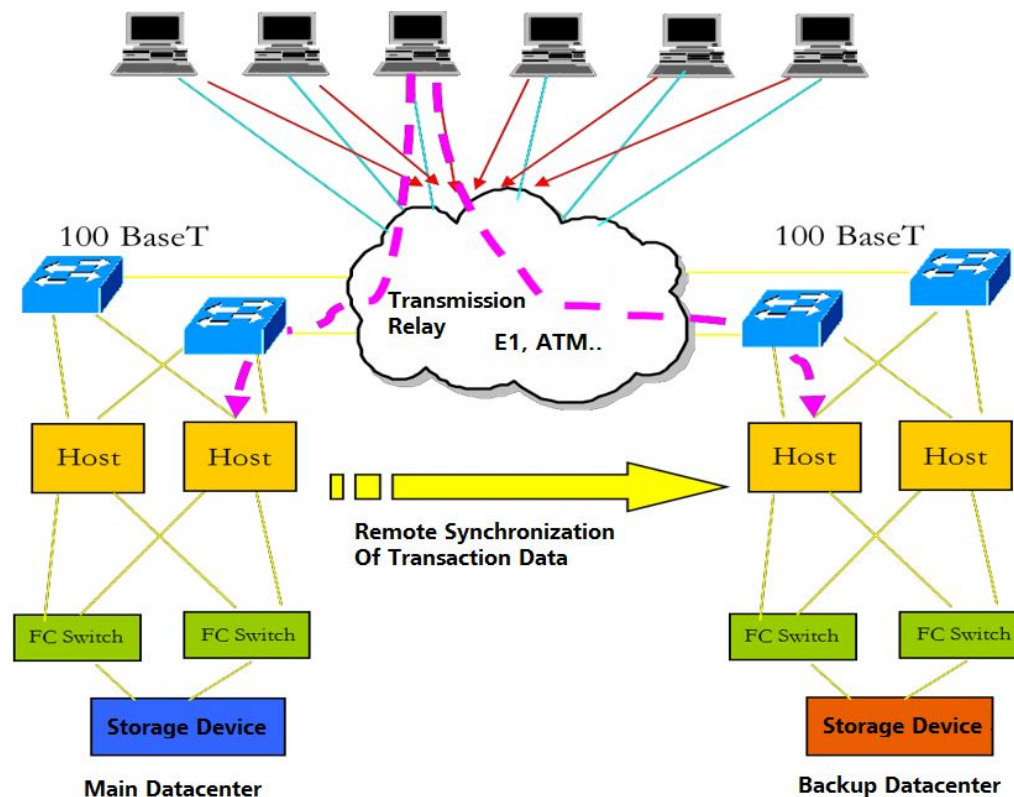 100 BaseT
100 BaseT
Transmission
Relay
E1, ATM..
Host
Host
Host
Host
Remote Synchronization
Of Transaction Data
FC Switch
FC Switch
FC Switch
FC Switch
Storage Device
Storage Device
Main Datacenter
Backup Datacenter